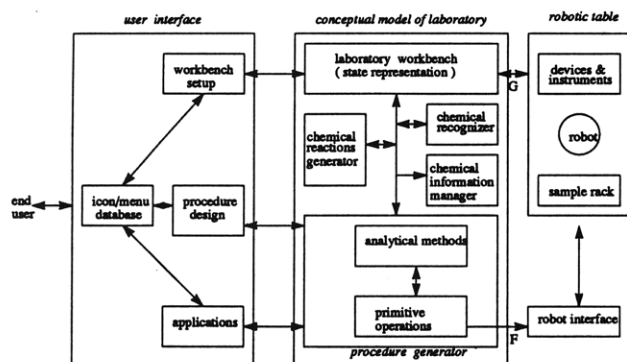 user interface
conceptual model of laboratory
robotic table
workbench
setup
laboratory workbench
( state representation )
G
devices &
instruments
chemical
reactions
generator
chemical
recognizer
robot
chemical
information
manager
sample rack
end
user
icon/menu
database
procedure
design
analytical methods
applications
primitive
operations
F
robot interface
procedure generator